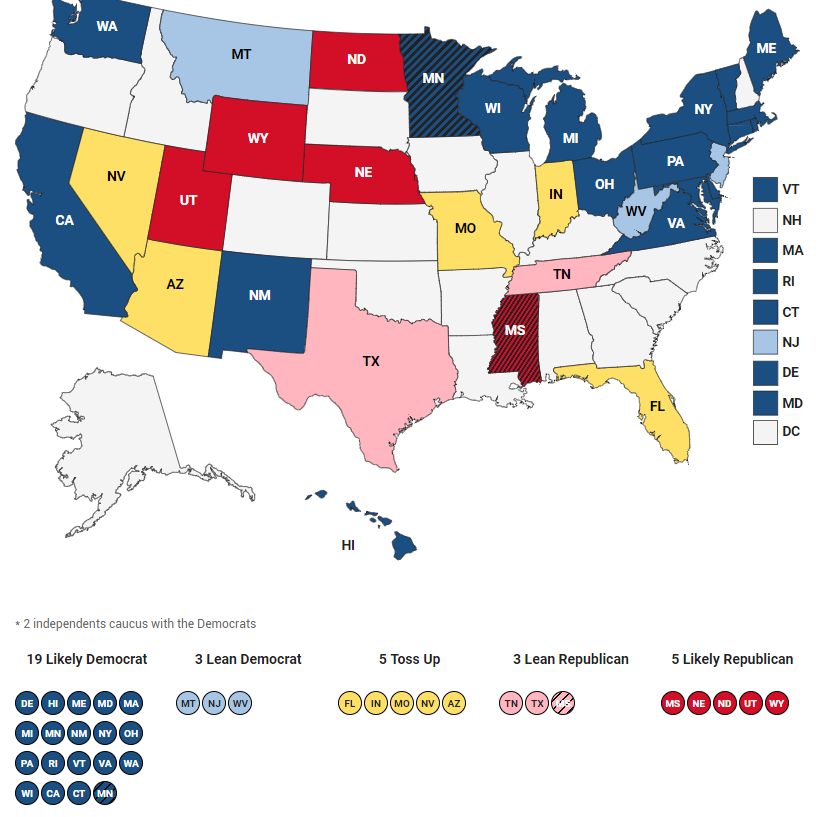 WA
MT
ND
MN
ME
WI
NY
MI
WY
NE
PA
VT
NV
UT
IN
OH
WV
NH
CA
MO
VA
MA
AZ
NM
TN
RI
MS
CT
TX
NJ
DE
FL
MD
DC
HI
* 2 independents caucus with the Democrats
19 Likely Democrat 3 Lean Democrat 5 Toss Up 3 Lean Republican 5 Likely Republican
DE HI ME MD MA MT NJ WV FL IN MO NV AZ TN TX MS MS NE ND UT WY
MI MN NM NY OH
PA RI VT VA WA
WI CA CT MN